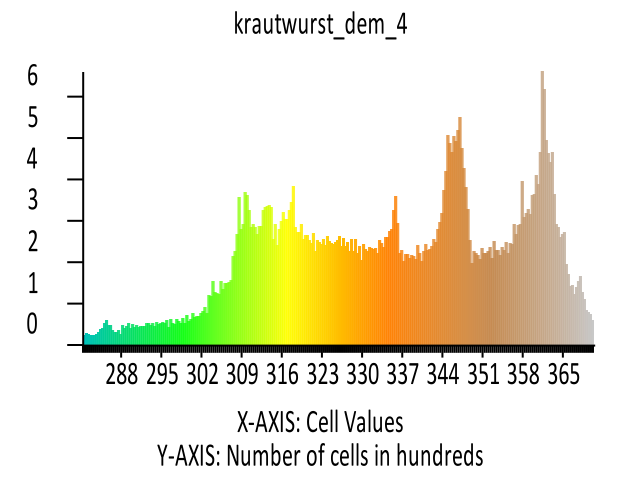 krautwurst_dem_4
6
5
4
3
2
1
0
288 295 302 309 316 323 330 337 344 351 358 365
X-AXIS: Cell Values
Y-AXIS: Number of cells in hundreds